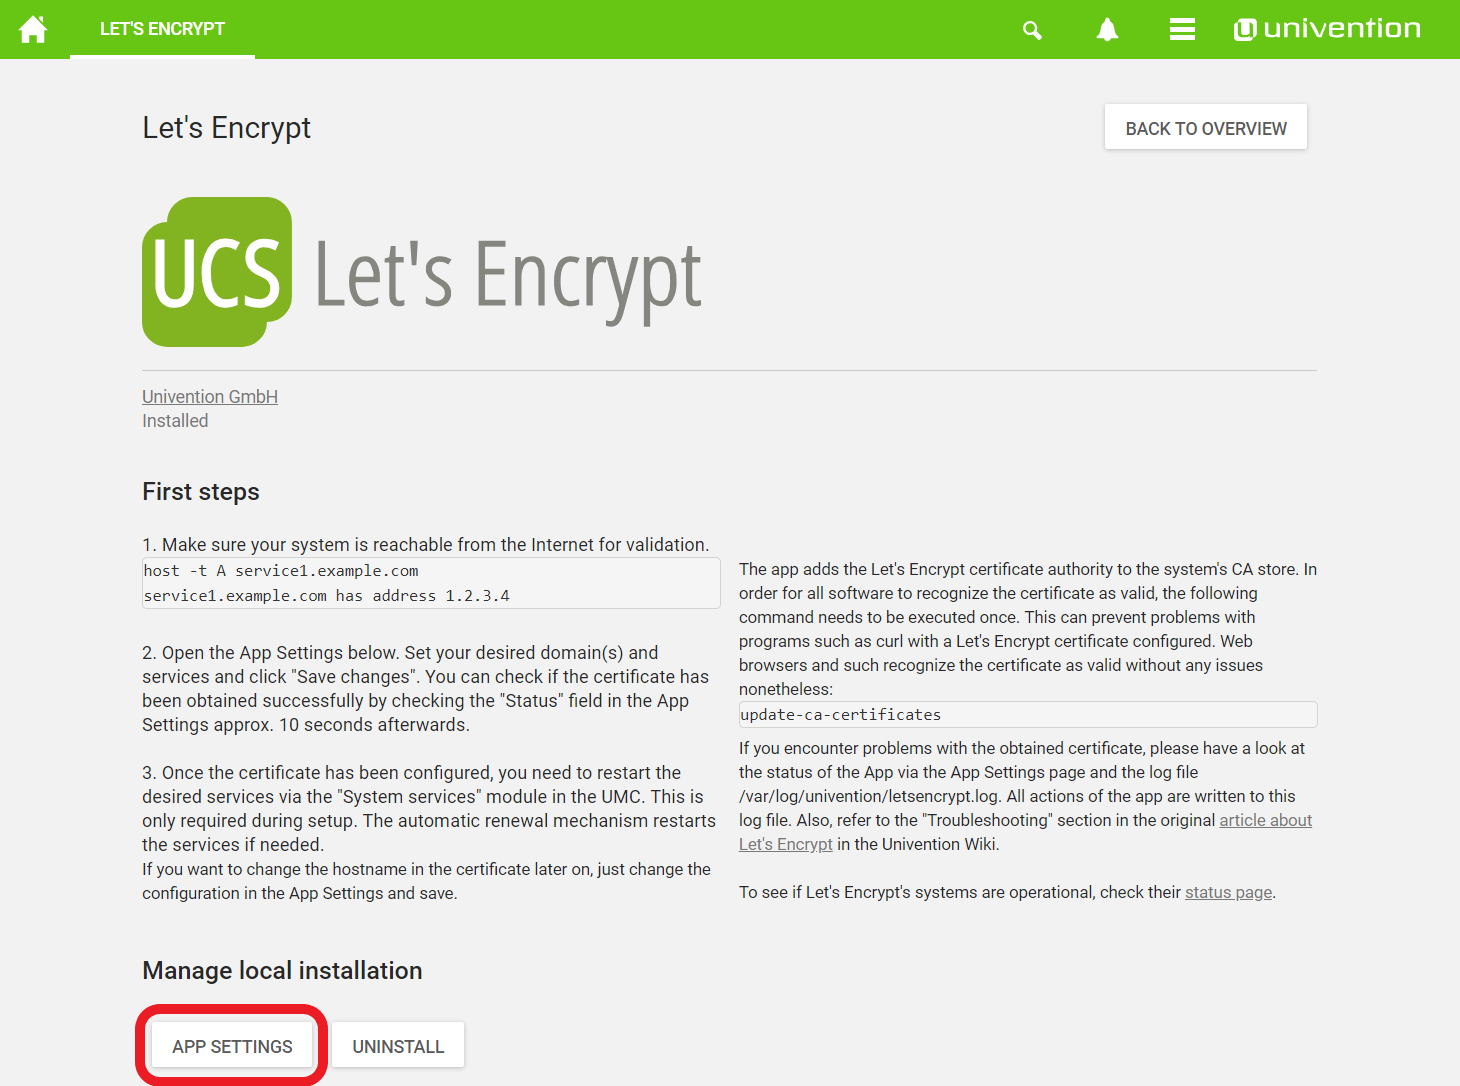 LET'S ENCRYPT
univention
Let's Encrypt
BACK TO OVERVIEW
UCS Let's Encrypt
Univention GmbH
Installed
First steps
1. Make sure your system is reachable from the Internet for validation.
host -t A service1.example.com
service1.example.com has address 1.2.3.4
2. Open the App Settings below. Set your desired domain(s) and
services and click "Save changes". You can check if the certificate has
been obtained successfully by checking the "Status" field in the App
Settings approx. 10 seconds afterwards.
3. Once the certificate has been configured, you need to restart the
desired services via the "System services" module in the UMC. This is
only required during setup. The automatic renewal mechanism restarts
the services if needed.
If you want to change the hostname in the certificate later on, just change the
configuration in the App Settings and save.
The app adds the Let's Encrypt certificate authority to the system's CA store. In
order for all software to recognize the certificate as valid, the following
command needs to be executed once. This can prevent problems with
programs such as curl with a Let's Encrypt certificate configured. Web
browsers and such recognize the certificate as valid without any issues
nonetheless:
update-ca-certificates
If you encounter problems with the obtained certificate, please have a look at
the status of the App via the App Settings page and the log file
/var/log/univention/letsencrypt.log. All actions of the app are written to this
log file. Also, refer to the "Troubleshooting" section in the original article about
Let's Encrypt in the Univention Wiki.
To see if Let's Encrypt's systems are operational, check their status page.
Manage local installation
APP SETTINGS
UNINSTALL